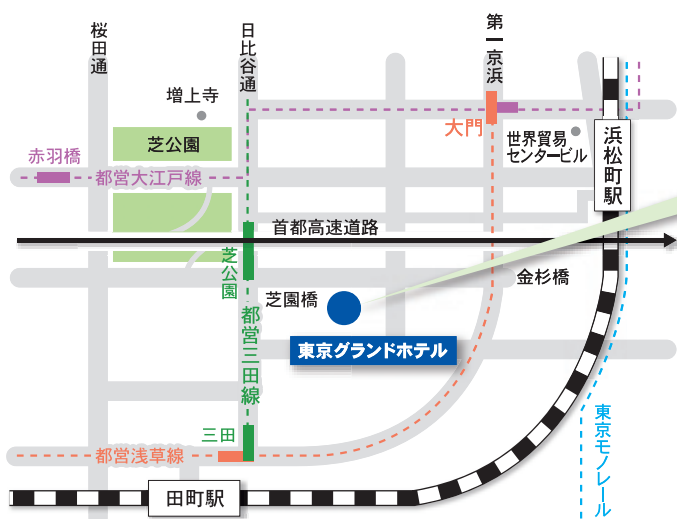 桜田通
日比谷通
第一京浜
増上寺
芝公園
大門
世界貿易
センタービル
浜松町駅
赤羽橋
都営大江戸線
首都高速道路
芝公園
芝園橋
金杉橋
都営三田線
東京グランドホテル
三田
都営浅草線
東京モノレール
田町駅